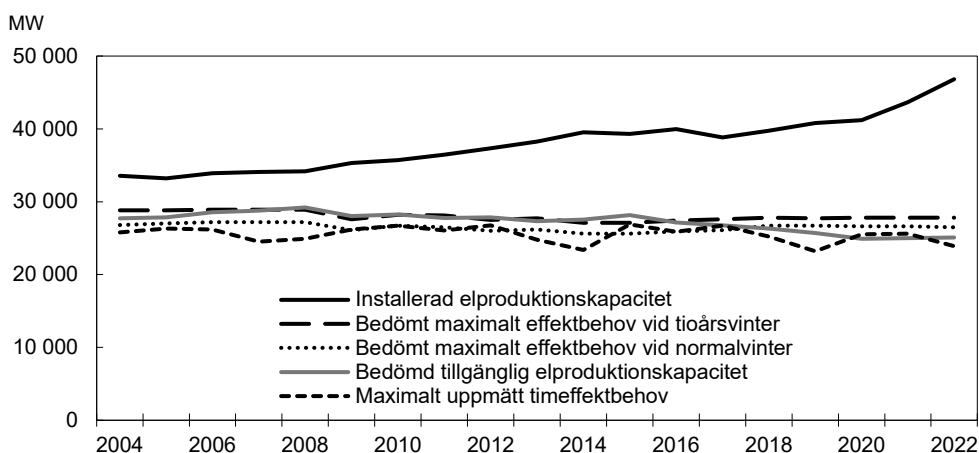 MW
50 000
40 000
30 000
20 000
10 000
0
Installerad elproduktionskapacitet
Bedömt maximalt effektbehov vid tioårsvinter
Bedömt maximalt effektbehov vid normalvinter
Bedömd tillgänglig elproduktionskapacitet
Maximalt uppmätt timeffektbehov
2004 2006 2008 2010 2012 2014 2016 2018 2020 2022